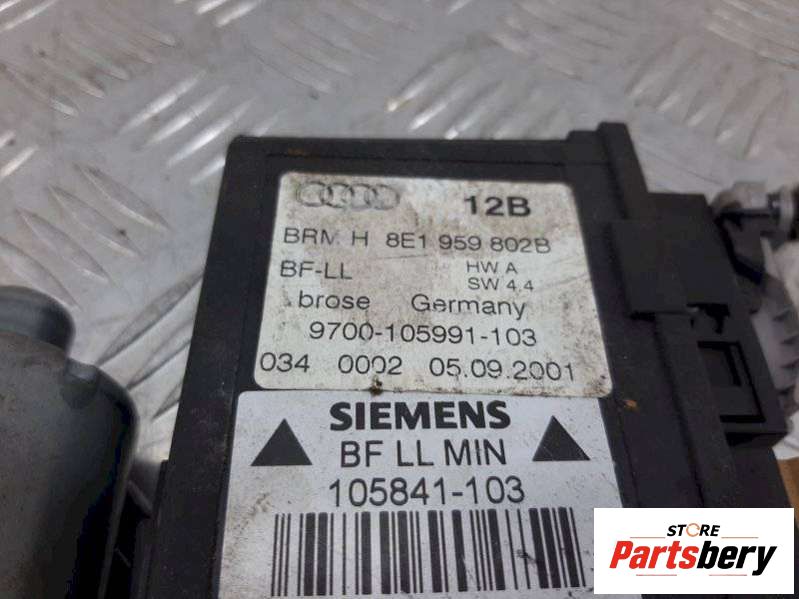 12B
BRM H 8E1 959 802B
BF-LL HW A
SW 4.4
brose Germany
9700-105991-103
034 0002 05.09.2001
SIEMENS
BF LL MIN
105841-103
STORE
Partsbery